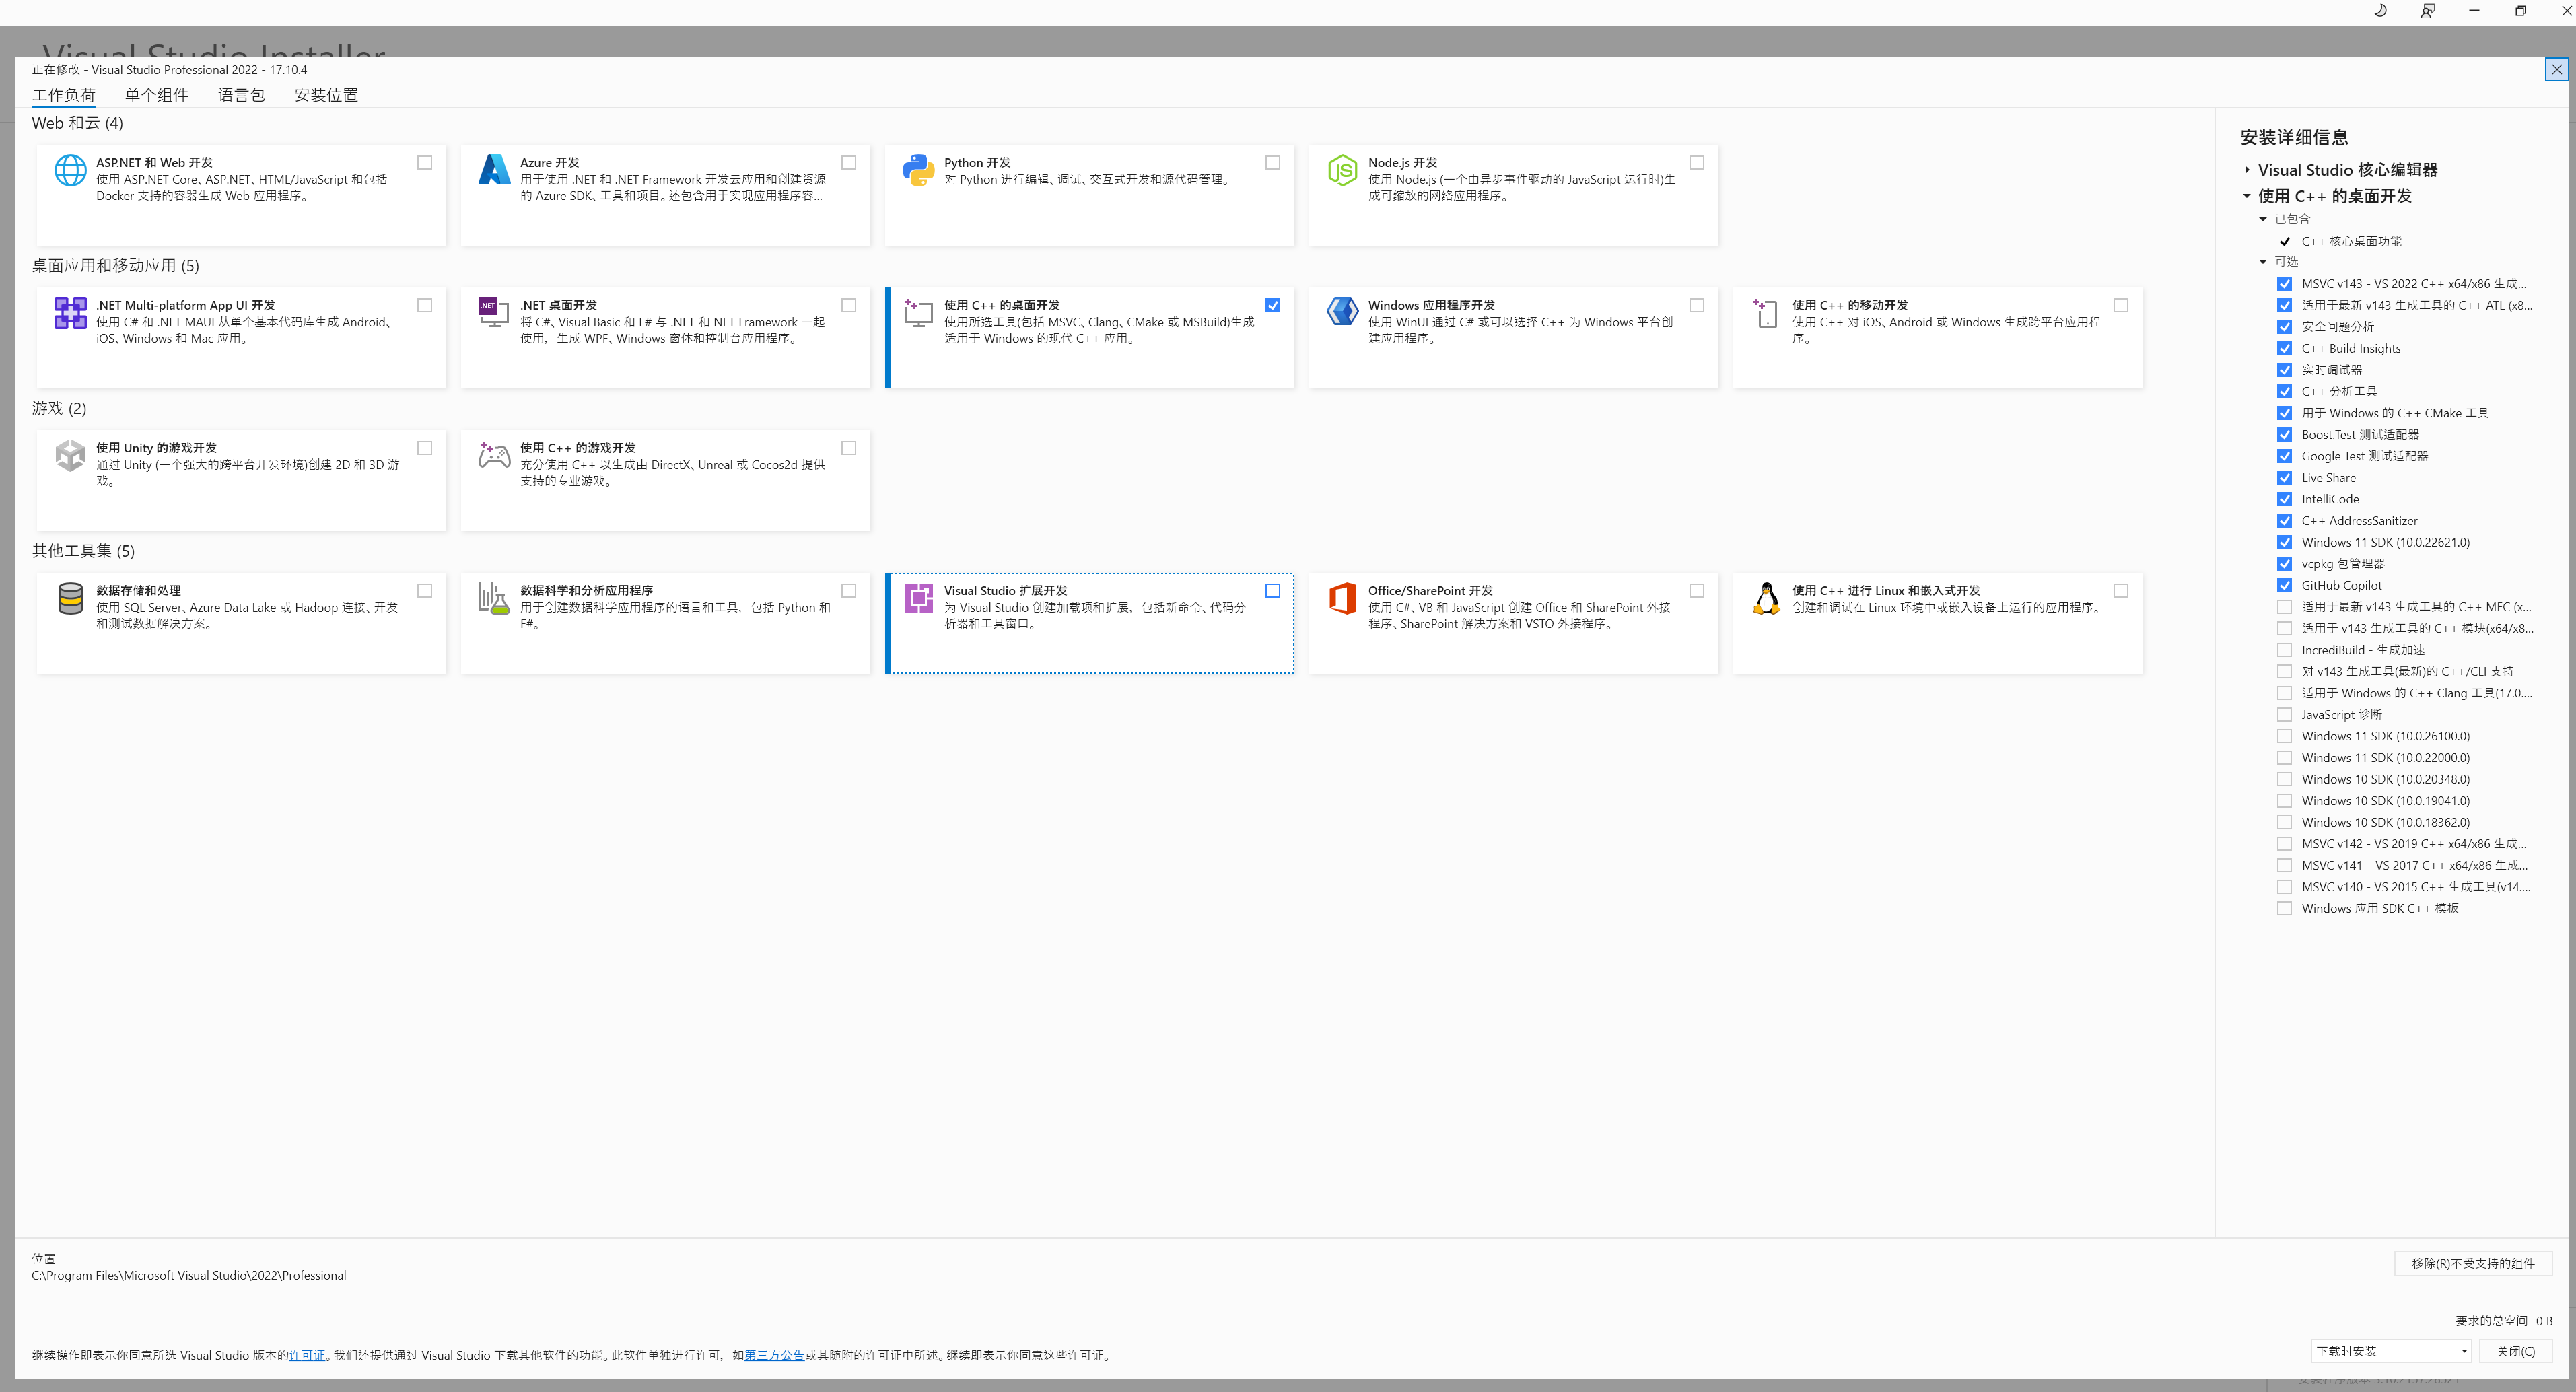 Visual Studio Installer
正在修改 - Visual Studio Professional 2022 - 17.10.4
工作负荷 单个组件 语言包 安装位置
Web 和云 (4)
ASP.NET 和 Web 开发
使用 ASP.NET Core、ASP.NET、HTML/JavaScript 和包括
Docker 支持的容器生成 Web 应用程序。
Azure 开发
用于使用 .NET 和 .NET Framework 开发云应用和创建资源
的 Azure SDK、工具和项目。还包含用于实现应用程序容...
Python 开发
对 Python 进行编辑、调试、交互式开发和源代码管理。
Node.js 开发
使用 Node.js (一个由异步事件驱动的 JavaScript 运行时)生
成可缩放的网络应用程序。
桌面应用和移动应用 (5)
.NET Multi-platform App UI 开发
使用 C# 和 .NET MAUI 从单个基本代码库生成 Android、
iOS、Windows 和 Mac 应用。
.NET
.NET 桌面开发
将 C#、Visual Basic 和 F# 与 .NET 和 NET Framework 一起
使用，生成 WPF、Windows 窗体和控制台应用程序。
使用 C++ 的桌面开发
使用所选工具(包括 MSVC、Clang、CMake 或 MSBuild)生成
适用于 Windows 的现代 C++ 应用。
Windows 应用程序开发
使用 WinUI 通过 C# 或可以选择 C++ 为 Windows 平台创
建应用程序。
使用 C++ 的移动开发
使用 C++ 对 iOS、Android 或 Windows 生成跨平台应用程
序。
游戏 (2)
使用 Unity 的游戏开发
通过 Unity (一个强大的跨平台开发环境)创建 2D 和 3D 游
戏。
使用 C++ 的游戏开发
充分使用 C++ 以生成由 DirectX、Unreal 或 Cocos2d 提供
支持的专业游戏。
其他工具集 (5)
数据存储和处理
使用 SQL Server、Azure Data Lake 或 Hadoop 连接、开发
和测试数据解决方案。
数据科学和分析应用程序
用于创建数据科学应用程序的语言和工具，包括 Python 和
F#。
Visual Studio 扩展开发
为 Visual Studio 创建加载项和扩展，包括新命令、代码分
析器和工具窗口。
Office/SharePoint 开发
使用 C#、VB 和 JavaScript 创建 Office 和 SharePoint 外接
程序、SharePoint 解决方案和 VSTO 外接程序。
使用 C++ 进行 Linux 和嵌入式开发
创建和调试在 Linux 环境中或嵌入设备上运行的应用程序。
安装详细信息
Visual Studio 核心编辑器
使用 C++ 的桌面开发
已包含
C++ 核心桌面功能
可选
MSVC v143 - VS 2022 C++ x64/x86 生成...
适用于最新 v143 生成工具的 C++ ATL (x8...
安全问题分析
C++ Build Insights
实时调试器
C++ 分析工具
用于 Windows 的 C++ CMake 工具
Boost.Test 测试适配器
Google Test 测试适配器
Live Share
IntelliCode
C++ AddressSanitizer
Windows 11 SDK (10.0.22621.0)
vcpkg 包管理器
GitHub Copilot
适用于最新 v143 生成工具的 C++ MFC (x...
适用于 v143 生成工具的 C++ 模块(x64/x8...
IncrediBuild - 生成加速
对 v143 生成工具(最新)的 C++/CLI 支持
适用于 Windows 的 C++ Clang 工具(17.0....
JavaScript 诊断
Windows 11 SDK (10.0.26100.0)
Windows 11 SDK (10.0.22000.0)
Windows 10 SDK (10.0.20348.0)
Windows 10 SDK (10.0.19041.0)
Windows 10 SDK (10.0.18362.0)
MSVC v142 - VS 2019 C++ x64/x86 生成...
MSVC v141 – VS 2017 C++ x64/x86 生成...
MSVC v140 - VS 2015 C++ 生成工具(v14....
Windows 应用 SDK C++ 模板
位置
C:\Program Files\Microsoft Visual Studio\2022\Professional
移除(R)不受支持的组件
要求的总空间 0 B
继续操作即表示你同意所选 Visual Studio 版本的许可证。我们还提供通过 Visual Studio 下载其他软件的功能。此软件单独进行许可，如第三方公告或其随附的许可证中所述。继续即表示你同意这些许可证。
下载时安装
关闭(C)